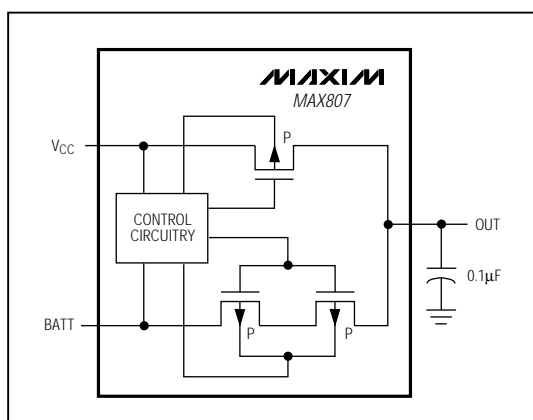 MAXIM
MAX807
VCC
P
CONTROL
CIRCUITRY
OUT
0.1µF
BATT
P
P